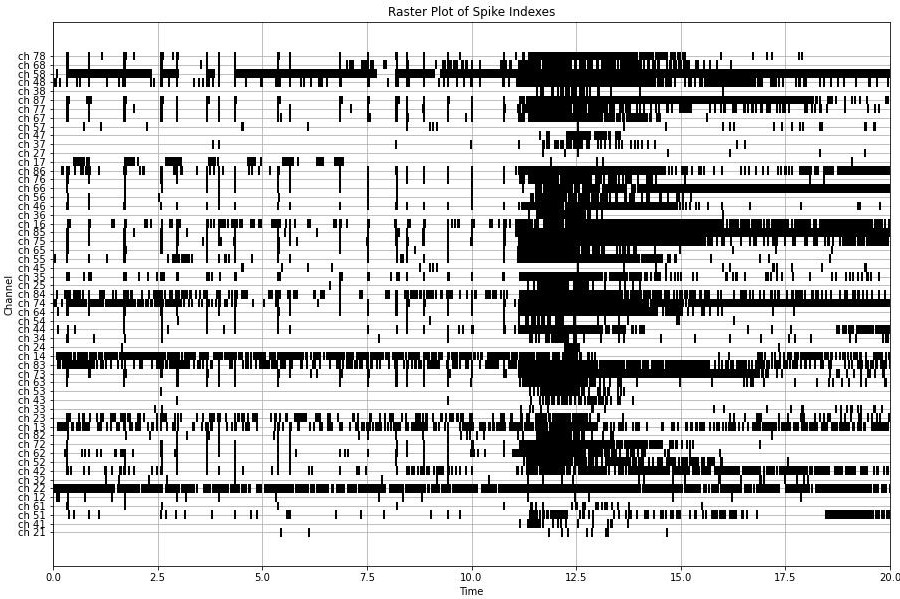 Raster Plot of Spike Indexes
ch 78
ch 68
ch 58
ch 48
ch 38
ch 87
ch 77
ch 67
ch 57
ch 47
ch 37
ch 27
ch 17
ch 86
ch 76
ch 66
ch 56
ch 46
ch 36
ch 16
ch 85
ch 75
ch 65
ch 55
ch 45
ch 35
ch 25
ch 84
ch 74
ch 64
ch 54
ch 44
ch 34
ch 24
ch 14
ch 83
ch 73
ch 63
ch 53
ch 43
ch 33
ch 23
ch 13
ch 82
ch 72
ch 62
ch 52
ch 42
ch 32
ch 22
ch 12
ch 61
ch 51
ch 41
ch 21
Channel
0.0 2.5 5.0 7.5 10.0 12.5 15.0 17.5 20.0
Time